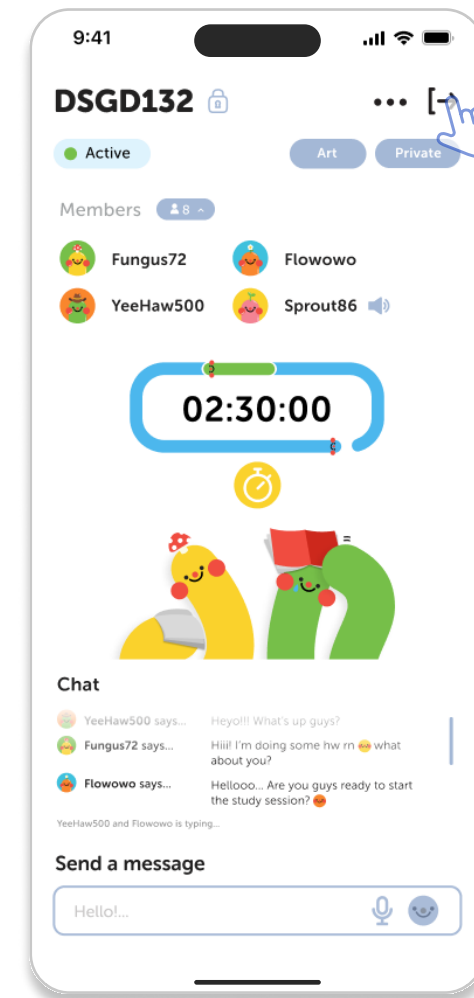 9:41
DSGD132
Active
Art
Private
Members
8
Fungus72
Flowowo
YeeHaw500
Sprout86
02:30:00
Chat
YeeHaw500 says...
Heyo!!! What's up guys?
Fungus72 says...
Hiii! I'm doing some hw rn what
about you?
Flowowo says...
Hellooo... Are you guys ready to start
the study session?
YeeHaw500 and Flowowo is typing...
Send a message
Hello!...